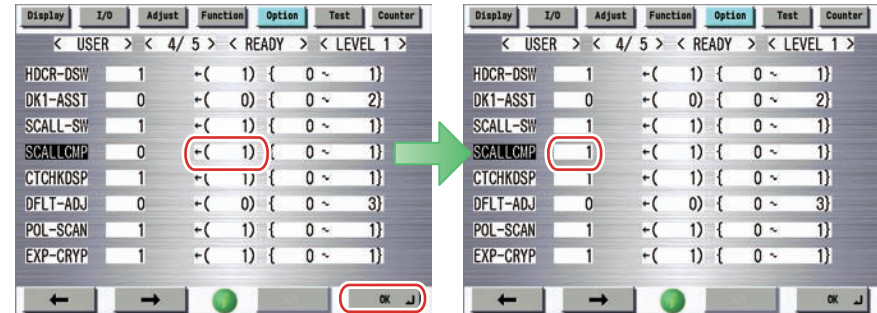 Display I/O Adjust Function Option Test Counter
< USER > < 4/ 5 > < READY > < LEVEL 1 >
HDCR-DSW 1 ←( 1) { 0 ~ 1}
DK1-ASST 0 ←( 0) { 0 ~ 2}
SCALL-SW 1 ←( 1) { 0 ~ 1}
SCALLCMP 0 ←( 1) { 0 ~ 1}
CTCHKDSP 1 ←( 1) { 0 ~ 1}
DFLT-ADJ 0 ←( 0) { 0 ~ 3}
POL-SCAN 1 ←( 1) { 0 ~ 1}
EXP-CRYP 1 ←( 1) { 0 ~ 1}
← → OK ┘
Display I/O Adjust Function Option Test Counter
< USER > < 4/ 5 > < READY > < LEVEL 1 >
HDCR-DSW 1 ←( 1) { 0 ~ 1}
DK1-ASST 0 ←( 0) { 0 ~ 2}
SCALL-SW 1 ←( 1) { 0 ~ 1}
SCALLCMP 1 ←( 1) { 0 ~ 1}
CTCHKDSP 1 ←( 1) { 0 ~ 1}
DFLT-ADJ 0 ←( 0) { 0 ~ 3}
POL-SCAN 1 ←( 1) { 0 ~ 1}
EXP-CRYP 1 ←( 1) { 0 ~ 1}
← → OK ┘